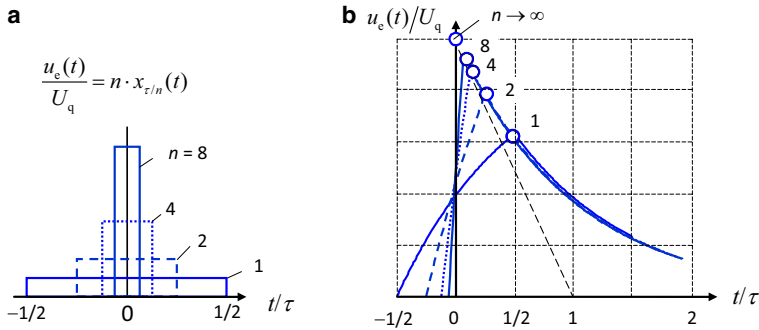 a
u_e(t)/U_q = n · x_{τ/n}(t)
n = 8
4
2
1
−1/2
0
1/2
t/τ
b
u_e(t)/U_q
n → ∞
8
4
2
1
−1/2
0
1/2
1
2
t/τ